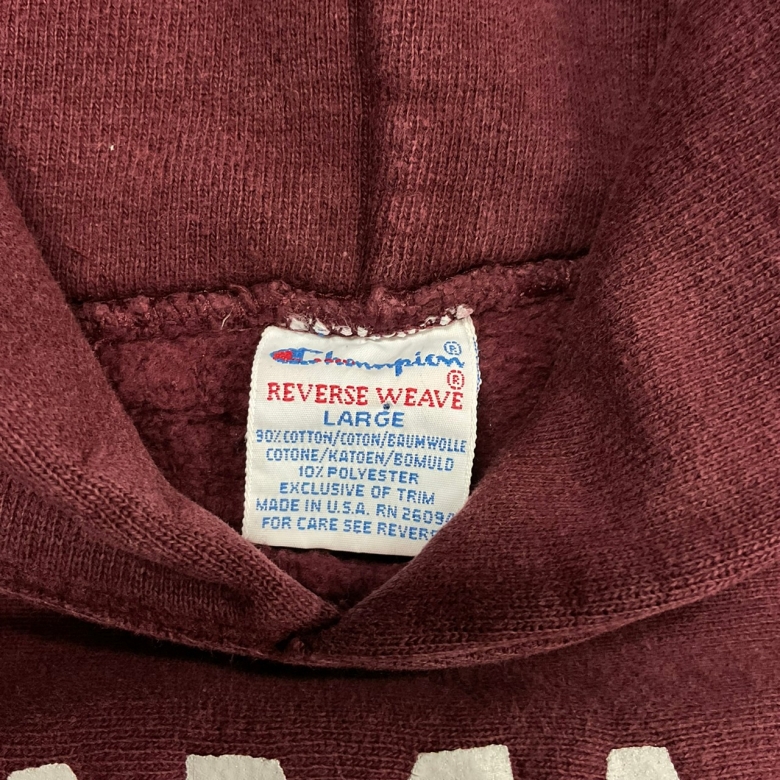 Champion®
REVERSE WEAVE®
LARGE
90% COTTON/COTON/BAUMWOLLE
COTONE/KATOEN/BOMULD
10% POLYESTER
EXCLUSIVE OF TRIM
MADE IN U.S.A. RN 26094
FOR CARE SEE REVERSE